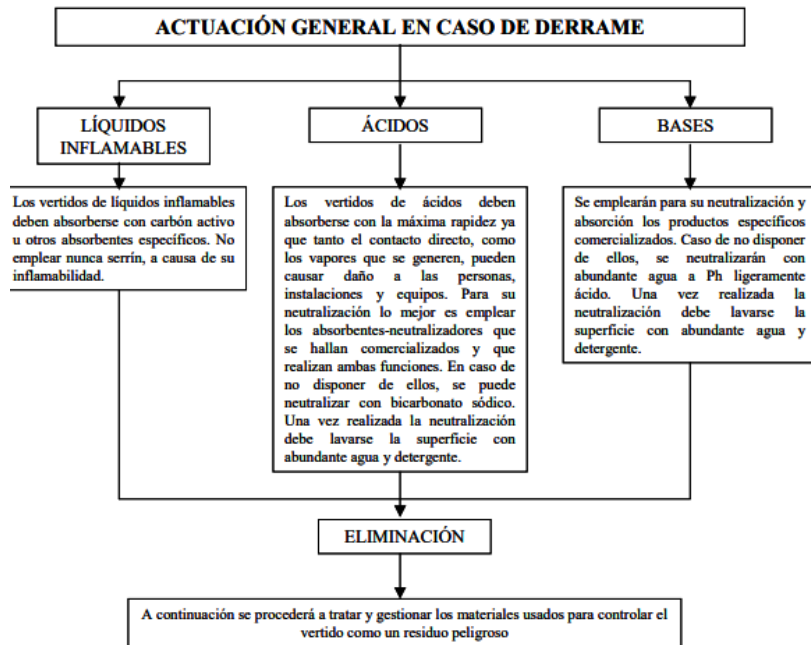 ACTUACIÓN GENERAL EN CASO DE DERRAME
LÍQUIDOS
INFLAMABLES
Los vertidos de líquidos inflamables
deben absorberse con carbón activo
u otros absorbentes específicos. No
emplear nunca serrín, a causa de su
inflamabilidad.
ÁCIDOS
Los vertidos de ácidos deben
absorberse con la máxima rapidez ya
que tanto el contacto directo, como
los vapores que se generen, pueden
causar daño a las personas,
instalaciones y equipos. Para su
neutralización lo mejor es emplear
los absorbentes-neutralizadores que
se hallan comercializados y que
realizan ambas funciones. En caso de
no disponer de ellos, se puede
neutralizar con bicarbonato sódico.
Una vez realizada la neutralización
debe lavarse la superficie con
abundante agua y detergente.
BASES
Se emplearán para su neutralización y
absorción los productos específicos
comercializados. Caso de no disponer
de ellos, se neutralizarán con
abundante agua a Ph ligeramente
ácido. Una vez realizada la
neutralización debe lavarse la
superficie con abundante agua y
detergente.
ELIMINACIÓN
A continuación se procederá a tratar y gestionar los materiales usados para controlar el
vertido como un residuo peligroso